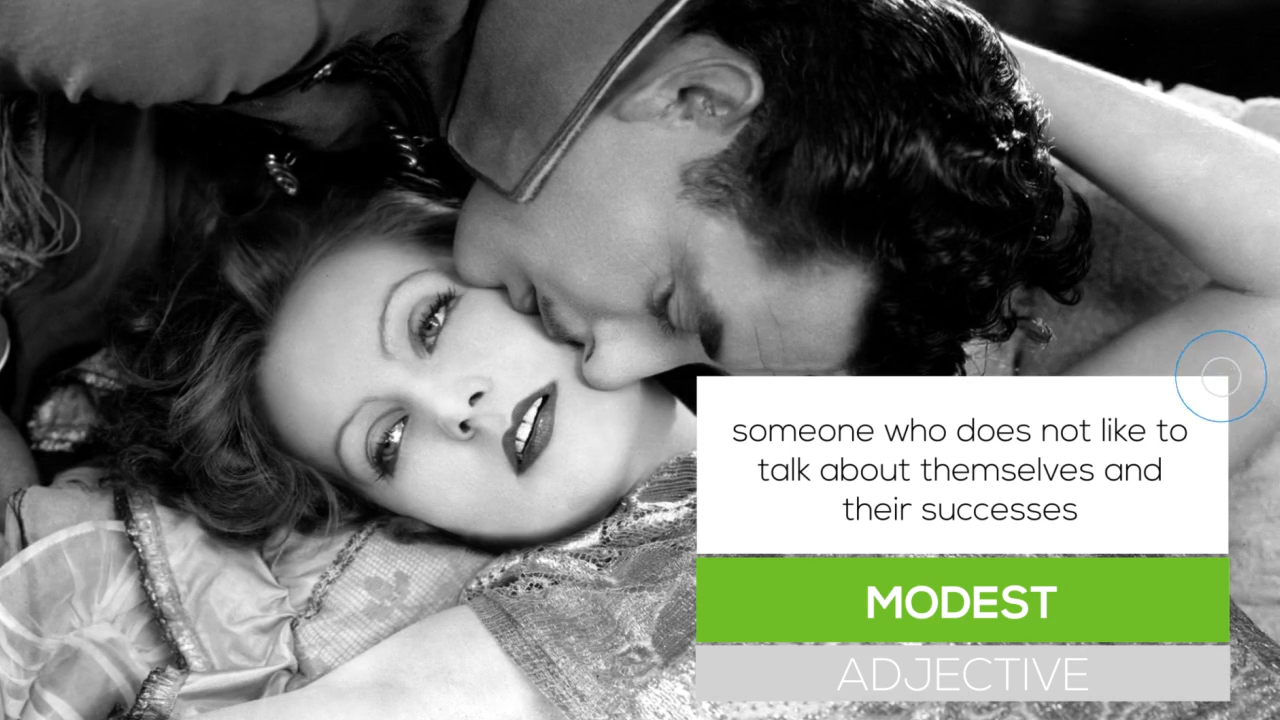 someone who does not like to
talk about themselves and
their successes
MODEST
ADJECTIVE